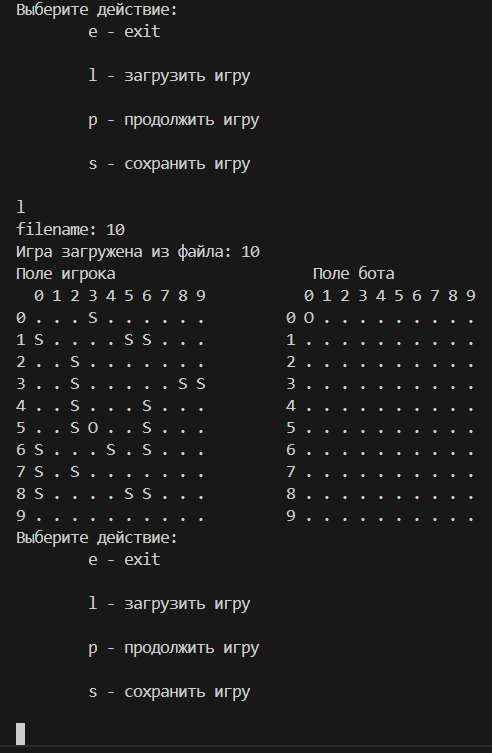 Выберите действие:
e - exit
l - загрузить игру
p - продолжить игру
s - сохранить игру
l
filename: 10
Игра загружена из файла: 10
Поле игрока Поле бота
0 1 2 3 4 5 6 7 8 9 0 1 2 3 4 5 6 7 8 9
0 . . . S . . . . . . 0 O . . . . . . . . .
1 S . . . . S S . . . 1 . . . . . . . . . .
2 . . S . . . . . . . 2 . . . . . . . . . .
3 . . S . . . . . S S 3 . . . . . . . . . .
4 . . S . . . S . . . 4 . . . . . . . . . .
5 . . S O . . S . . . 5 . . . . . . . . . .
6 S . . . S . S . . . 6 . . . . . . . . . .
7 S . S . . . . . . . 7 . . . . . . . . . .
8 S . . . . S S . . . 8 . . . . . . . . . .
9 . . . . . . . . . . 9 . . . . . . . . . .
Выберите действие:
e - exit
l - загрузить игру
p - продолжить игру
s - сохранить игру